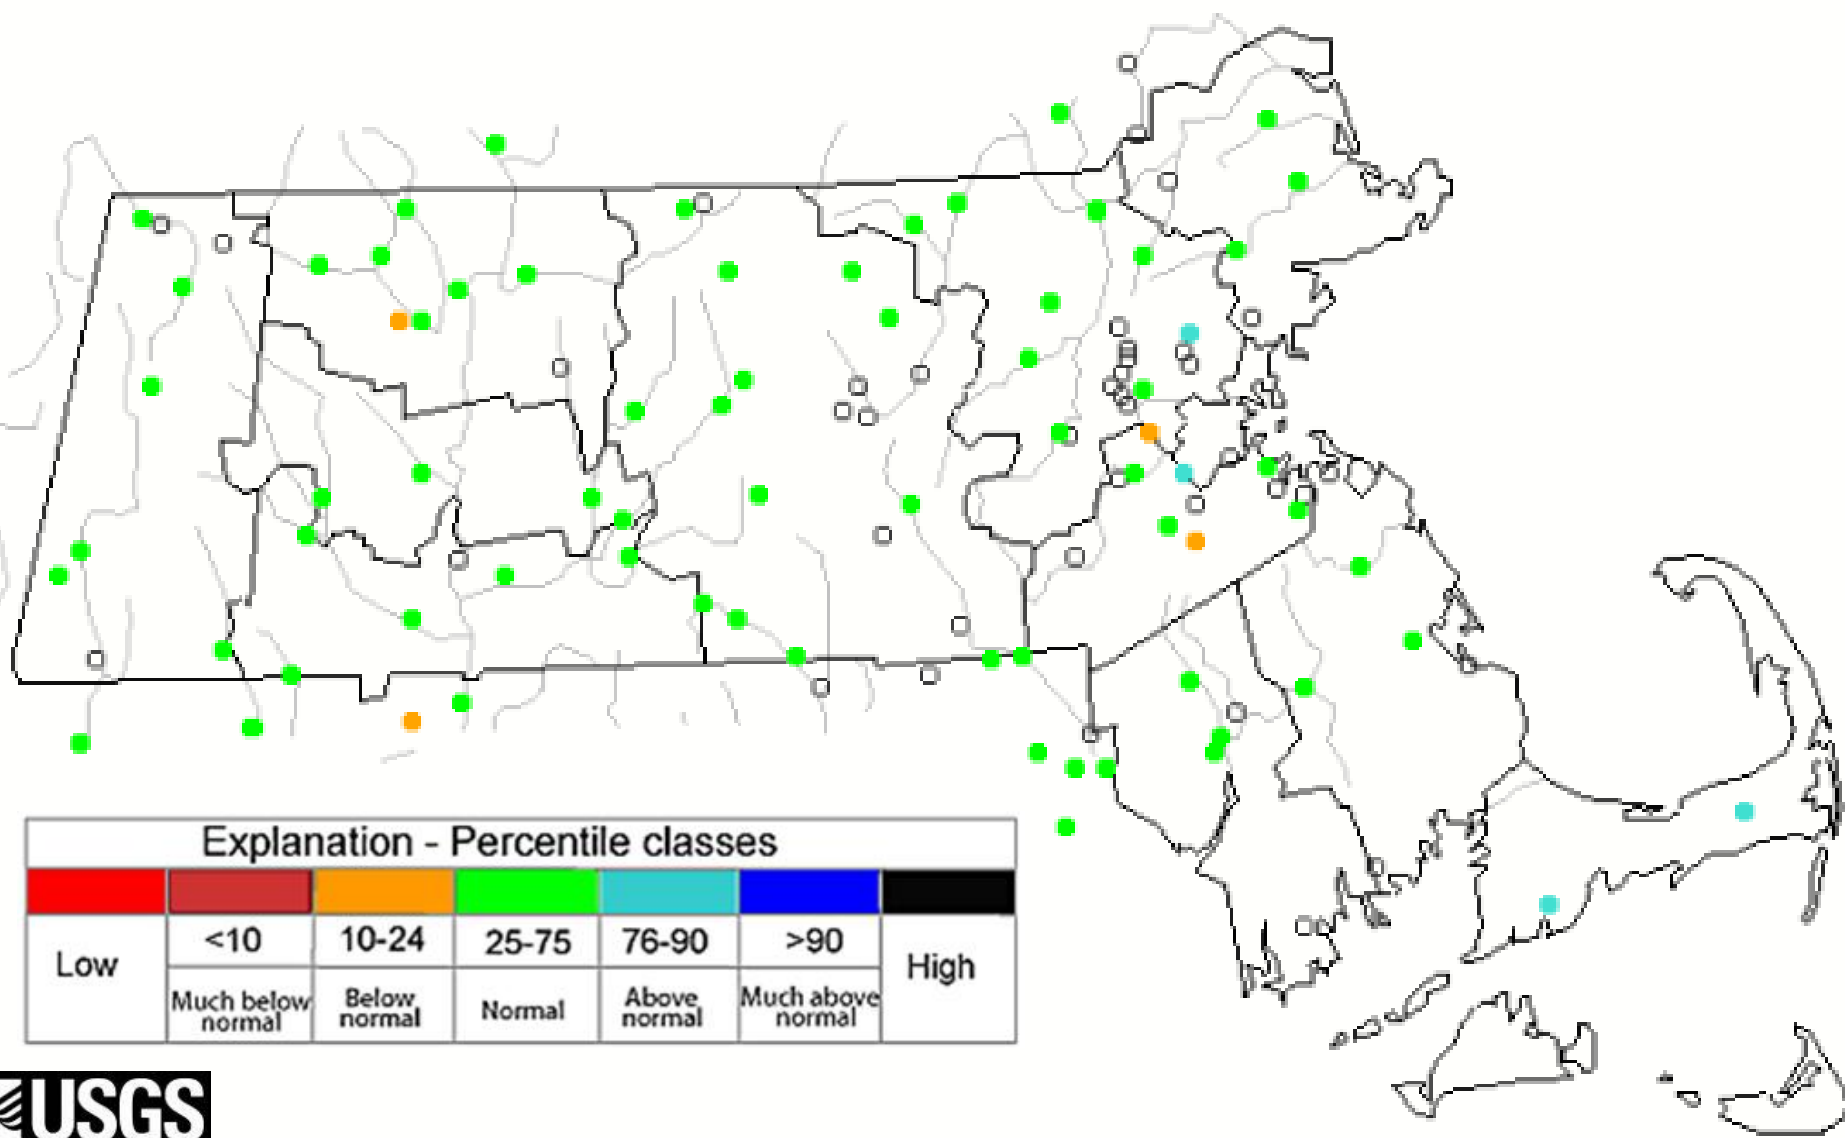 Explanation - Percentile classes
Low
<10
10-24
25-75
76-90
>90
High
Much below
normal
Below
normal
Normal
Above
normal
Much above
normal
USGS